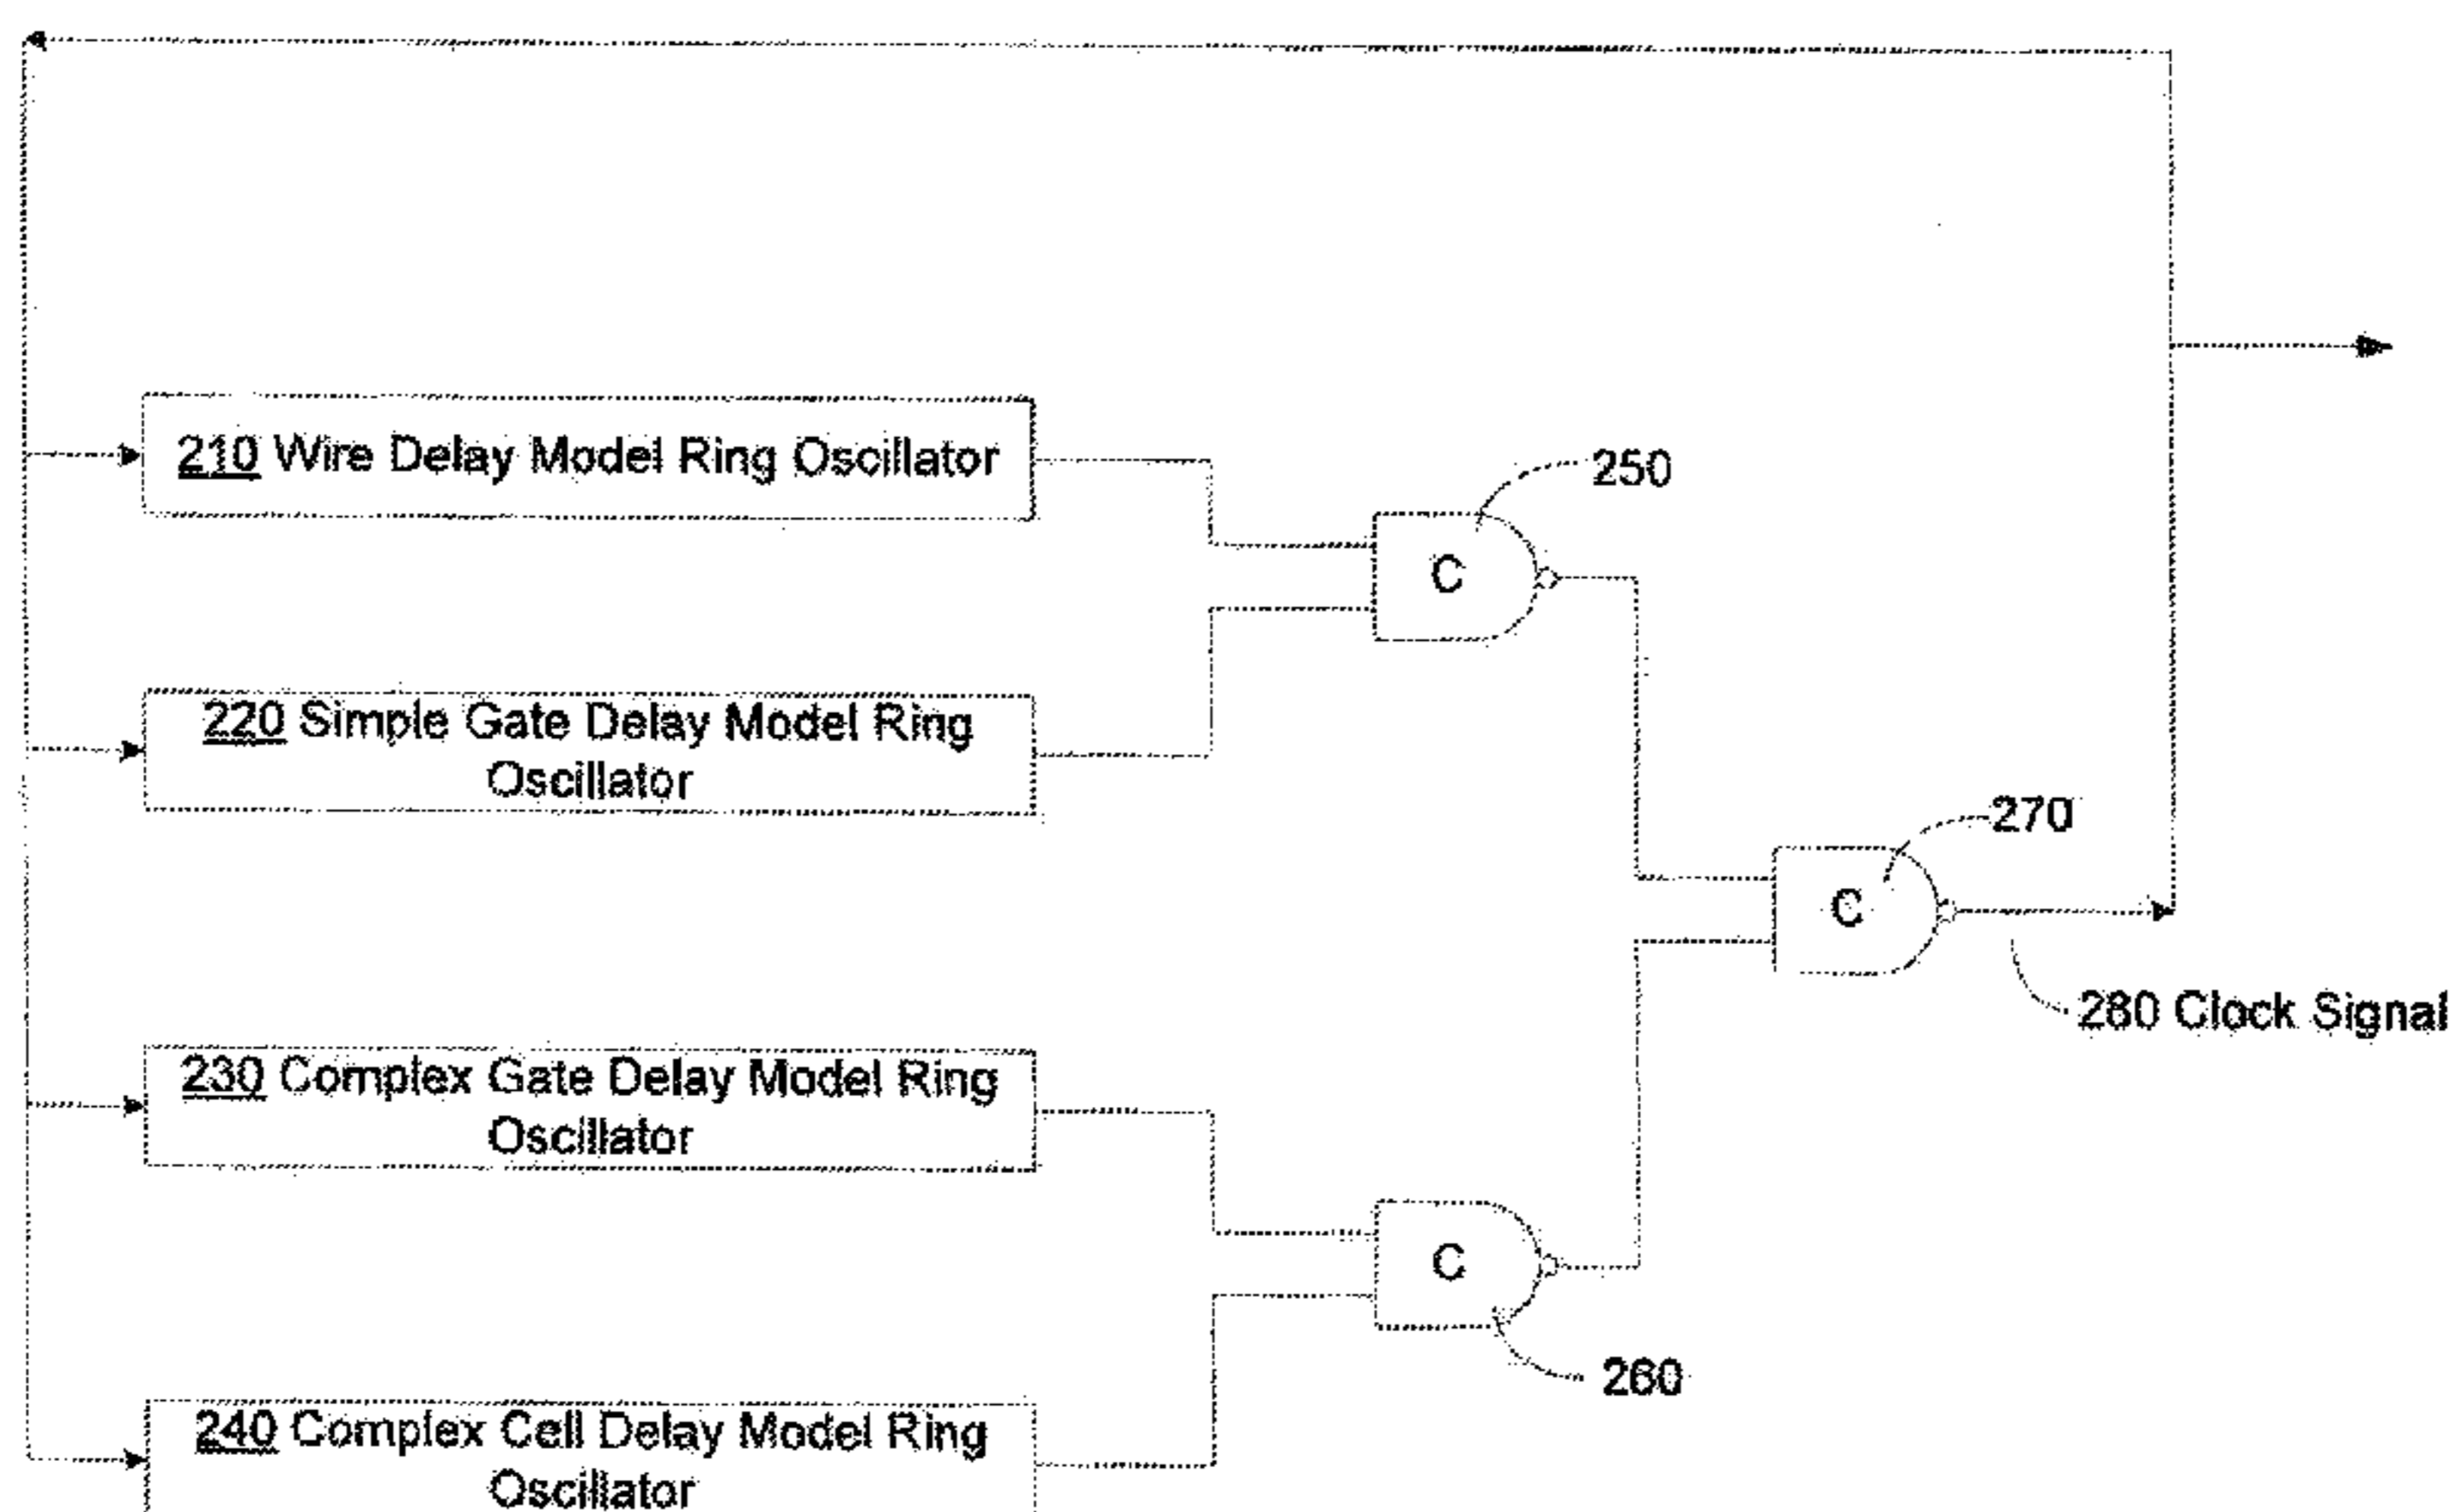 210 Wire Delay Model Ring Oscillator
250
C
220 Simple Gate Delay Model Ring
Oscillator
270
C
280 Clock Signal
230 Complex Gate Delay Model Ring
Oscillator
C
260
240 Complex Cell Delay Model Ring
Oscillator